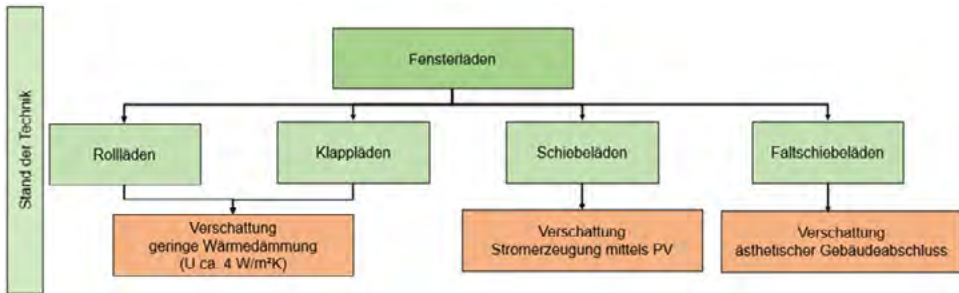 Stand der Technik
Fensterläden
Rollläden
Klappläden
Schiebeläden
Faltschiebeläden
Verschattung
geringe Wärmedämmung
(U ca. 4 W/m²K)
Verschattung
Stromerzeugung mittels PV
Verschattung
ästhetischer Gebäudeabschluss